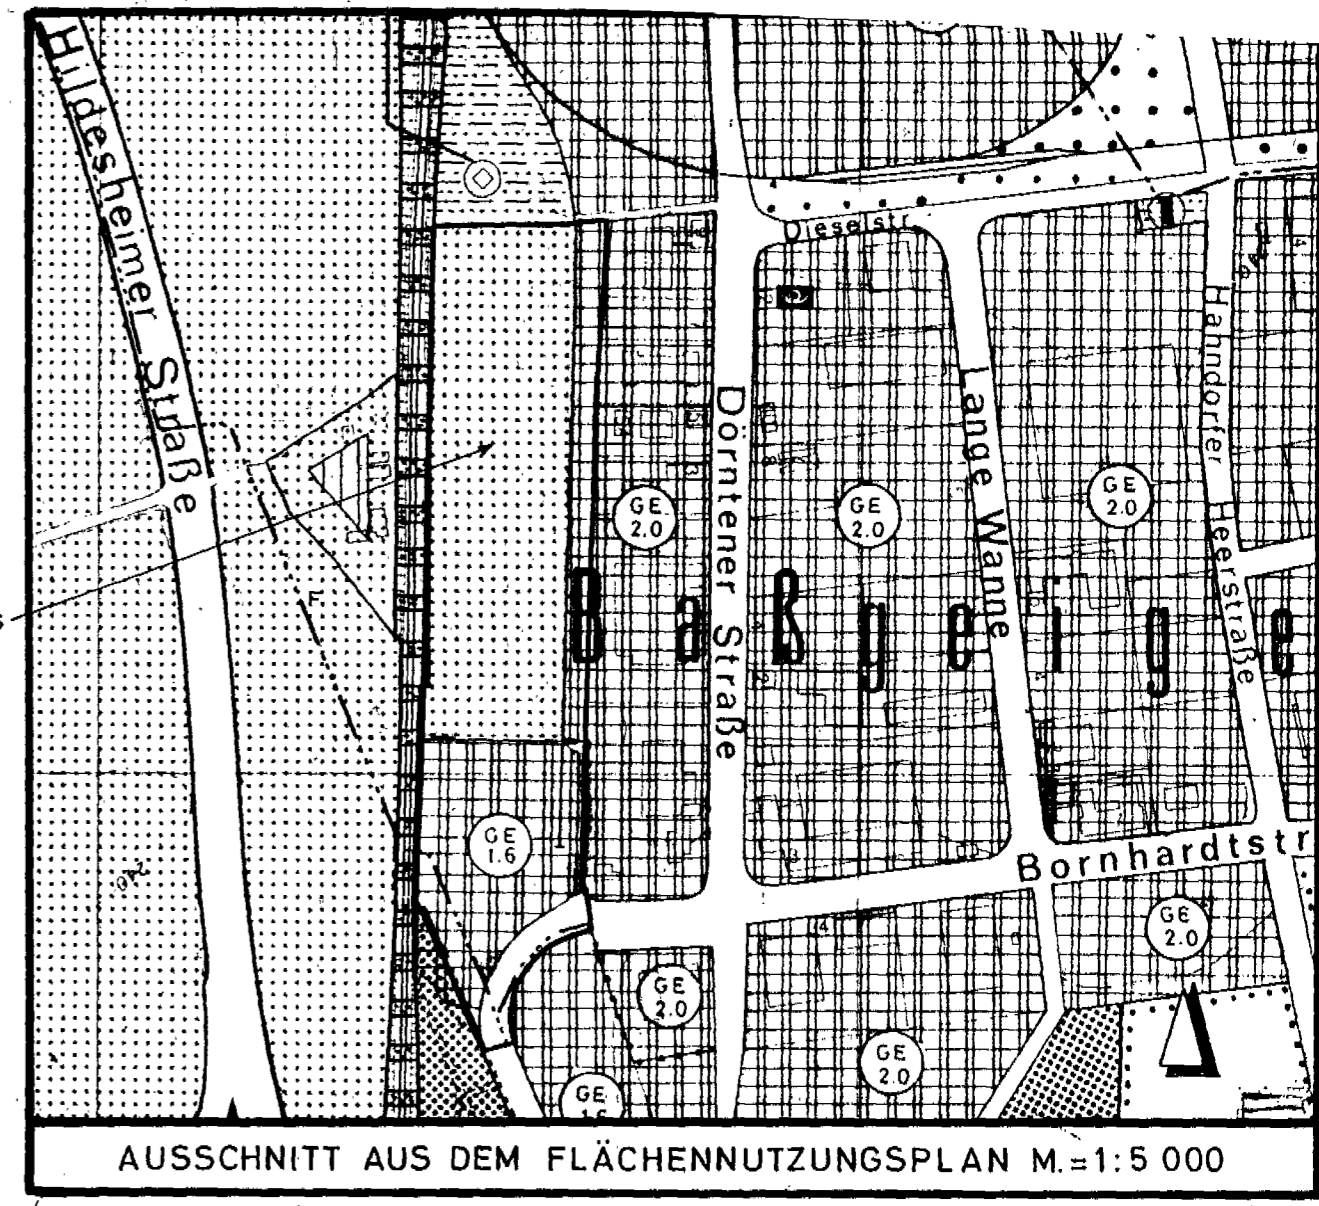 Hildesheimer Straße
Dieselstr.
Dorntener Straße
Lange Wanne
Hahndorfer Heerstraße
GE
2.0
GE
2.0
GE
2.0
Baßgeige
GE
1.6
Bornhardtstr
GE
2.0
GE
2.0
GE
2.0
GE
1.6
AUSSCHNITT AUS DEM FLÄCHENNUTZUNGSPLAN M.=1:5 000